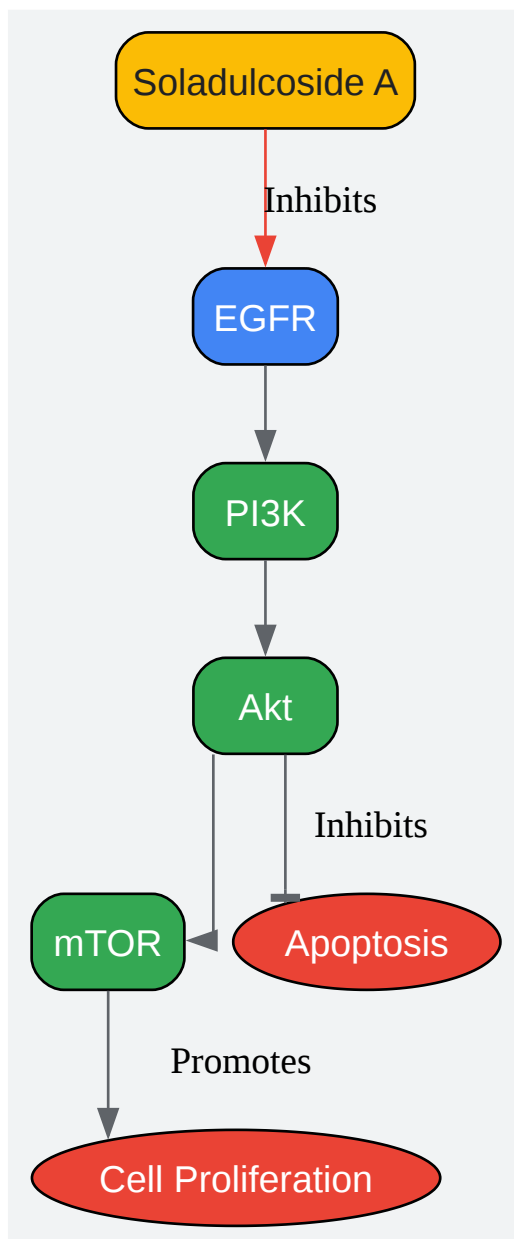 Soladulcoside A
Inhibits
EGFR
PI3K
Akt
Inhibits
mTOR
Apoptosis
Promotes
Cell Proliferation